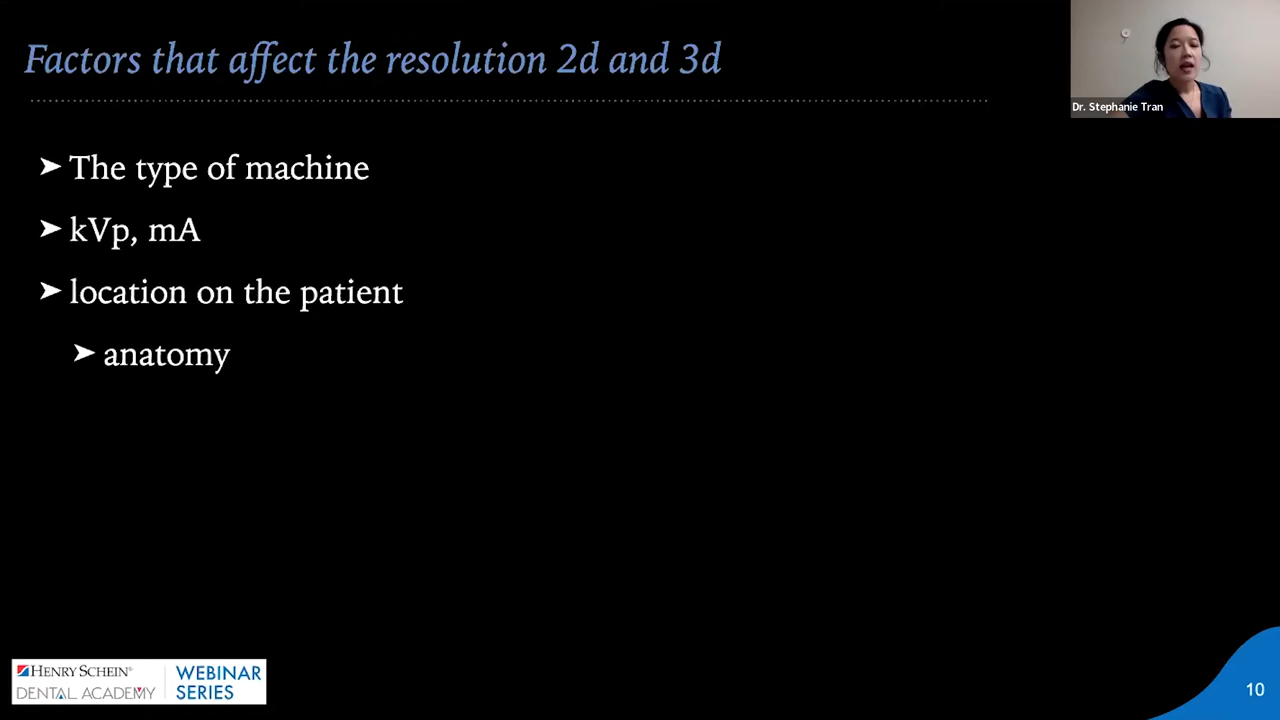 Factors that affect the resolution 2d and 3d
Dr. Stephanie Tran
➤ The type of machine
➤ kVp, mA
➤ location on the patient
➤ anatomy
HENRY SCHEIN®
DENTAL ACADEMY
WEBINAR
SERIES
10